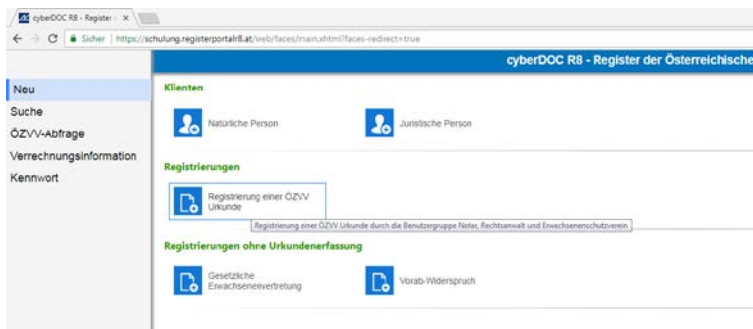 cyberDOC R8 - Register
Sicher https://schulung.registerportalr8.at/web/faces/main.xhtml?faces-redirect=true
cyberDOC R8 - Register der Österreichische
Neu
Suche
ÖZVV-Abfrage
Verrechnungsinformation
Kennwort
Klienten
Natürliche Person
Juristische Person
Registrierungen
Registrierung einer ÖZVV
Urkunde
Registrierung einer ÖZVV Urkunde durch die Benutzergruppe Notar, Rechtsanwalt und Erwachsenenschutzverein
Registrierungen ohne Urkundenerfassung
Gesetzliche
Erwachsenenvertretung
Vorab-Widerspruch